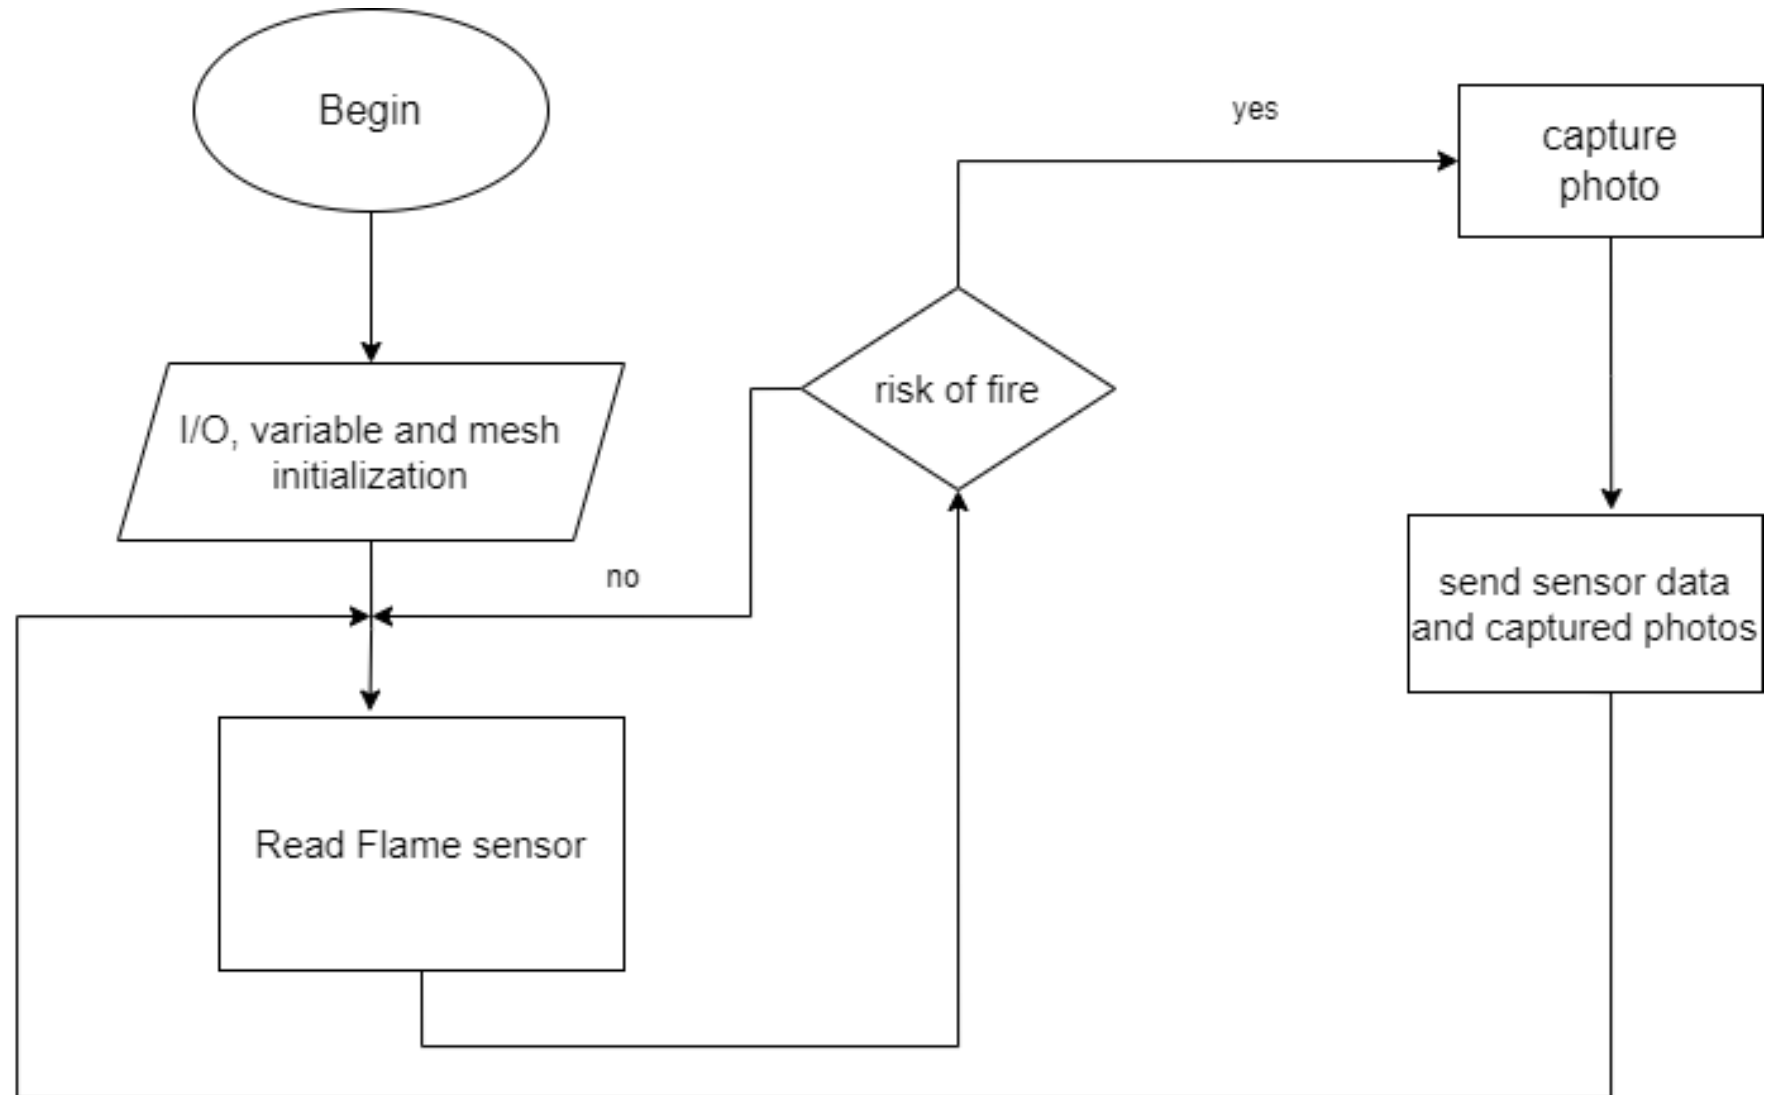 Begin
I/O, variable and mesh
initialization
no
Read Flame sensor
risk of fire
yes
capture
photo
send sensor data
and captured photos